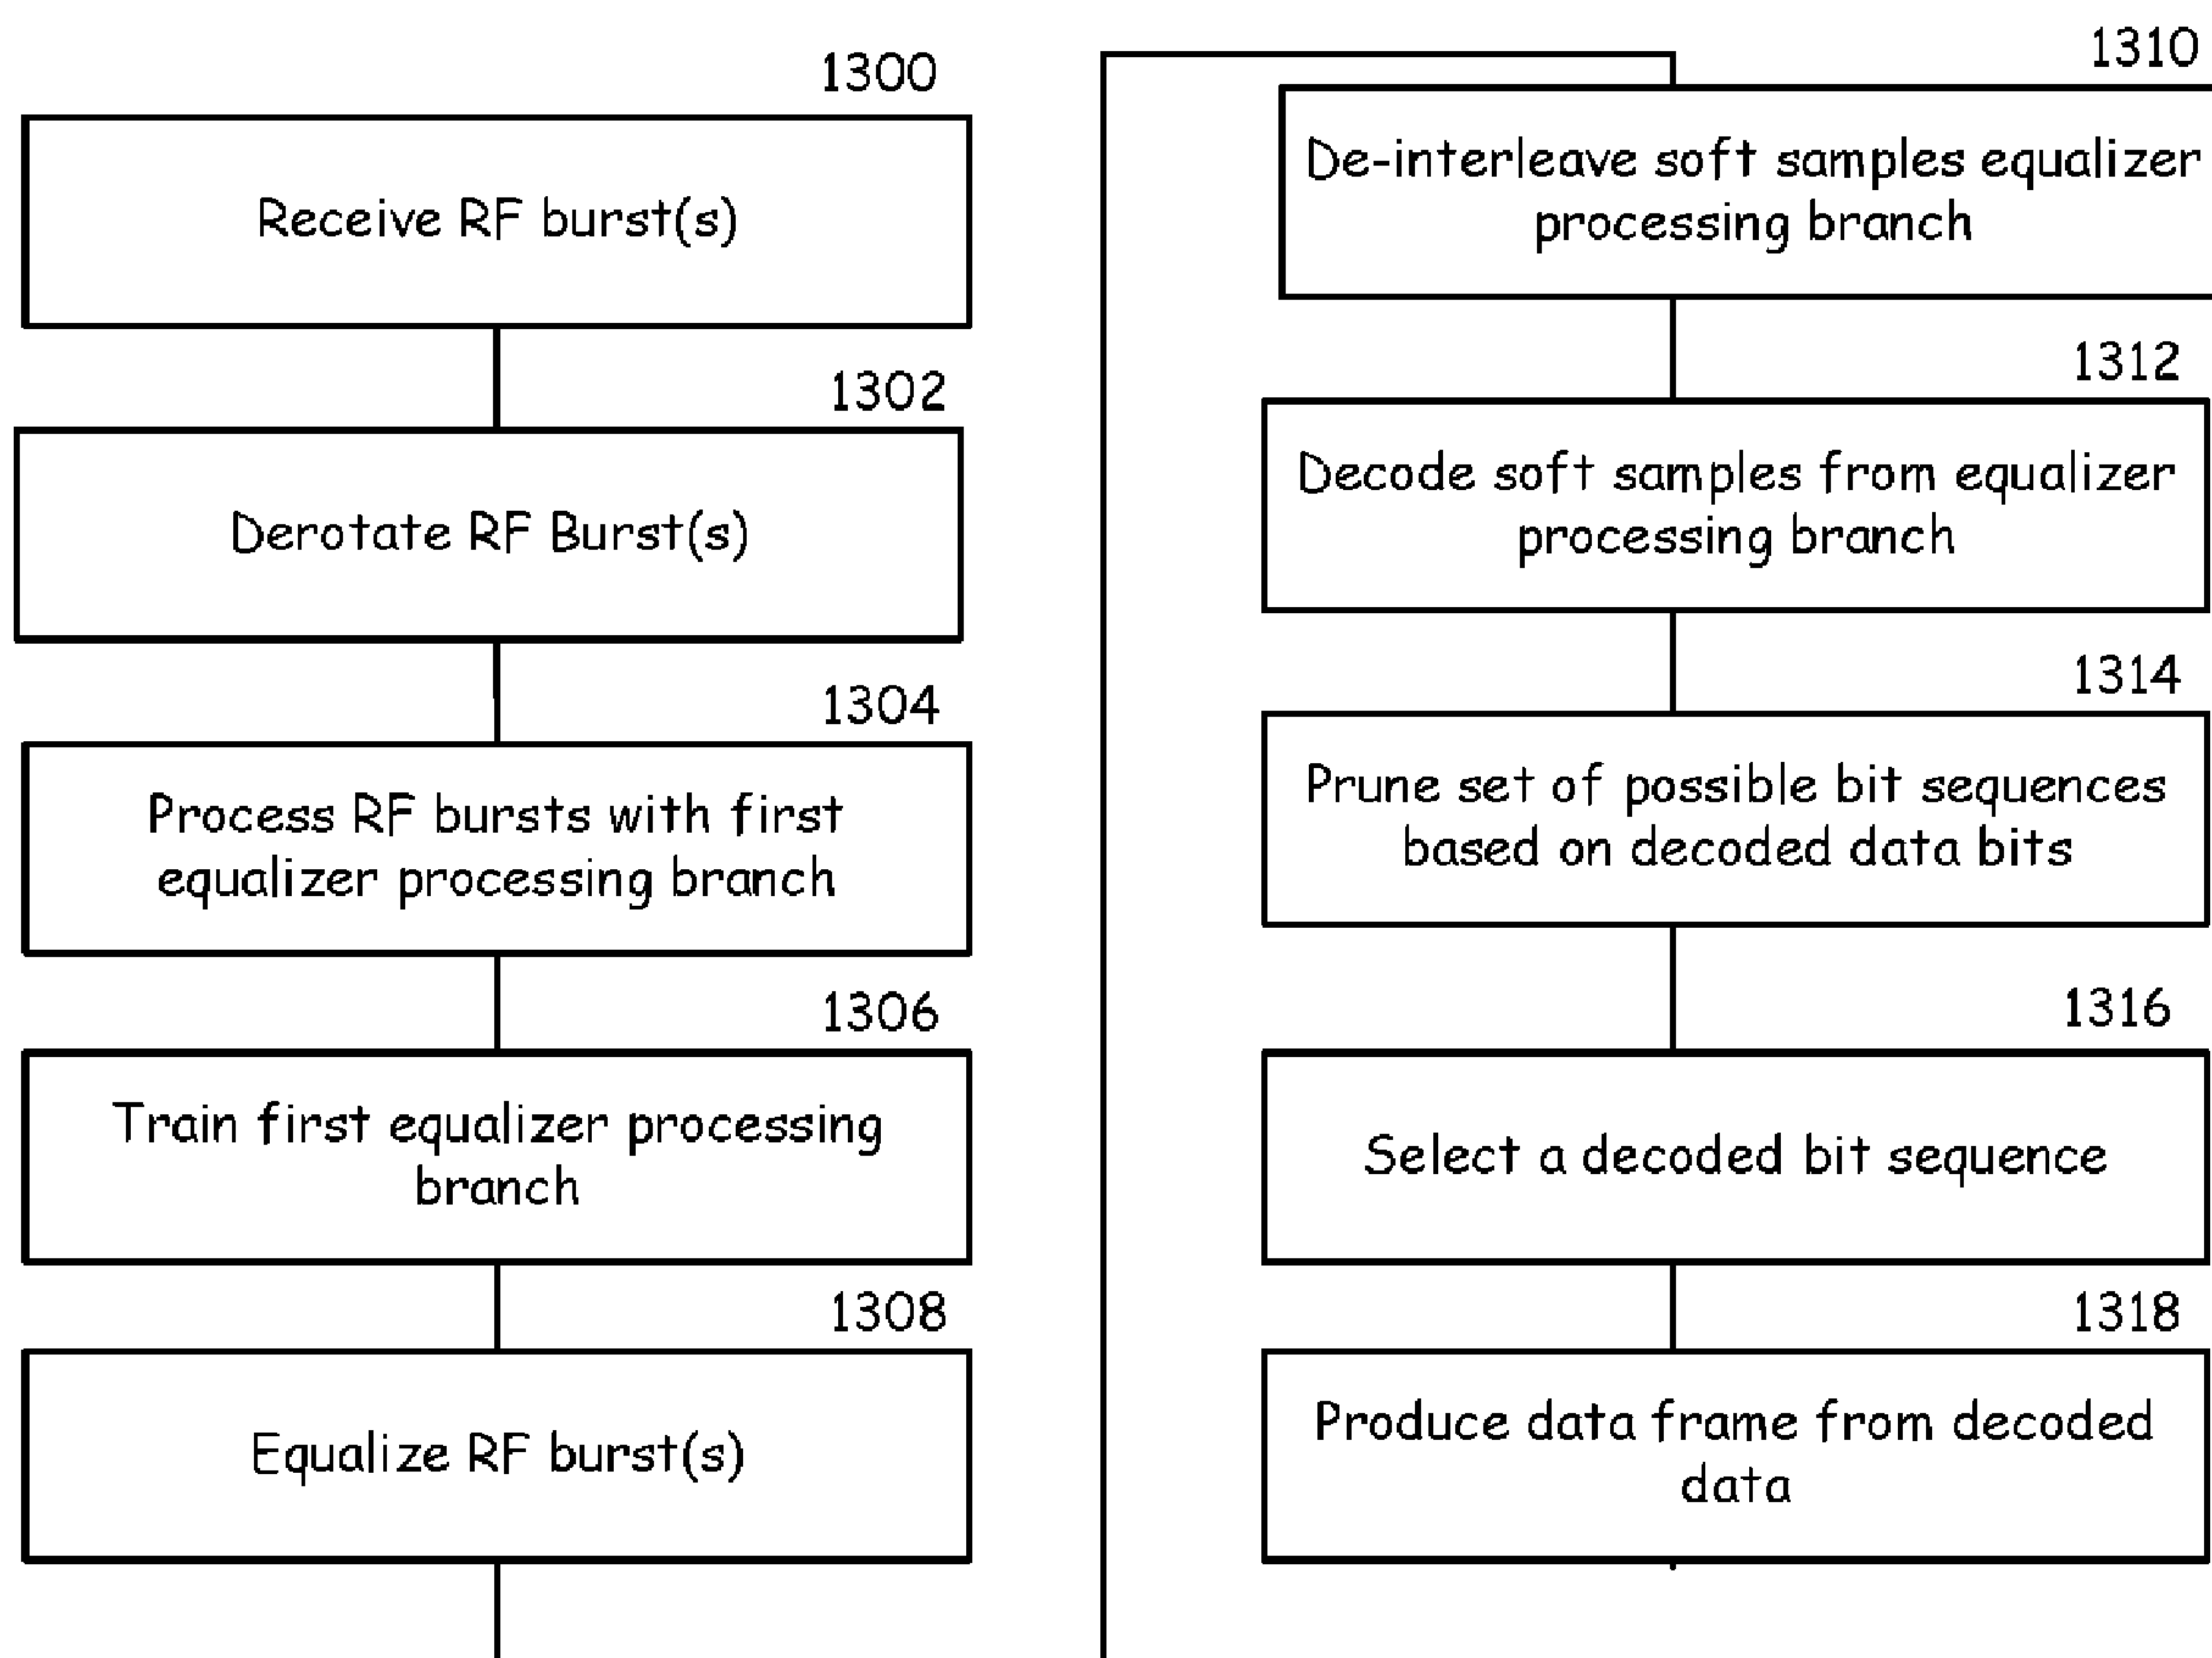 1300
Receive RF burst(s)
1302
Derotate RF Burst(s)
1304
Process RF bursts with first
equalizer processing branch
1306
Train first equalizer processing
branch
1308
Equalize RF burst(s)
1310
De-interleave soft samples equalizer
processing branch
1312
Decode soft samples from equalizer
processing branch
1314
Prune set of possible bit sequences
based on decoded data bits
1316
Select a decoded bit sequence
1318
Produce data frame from decoded
data